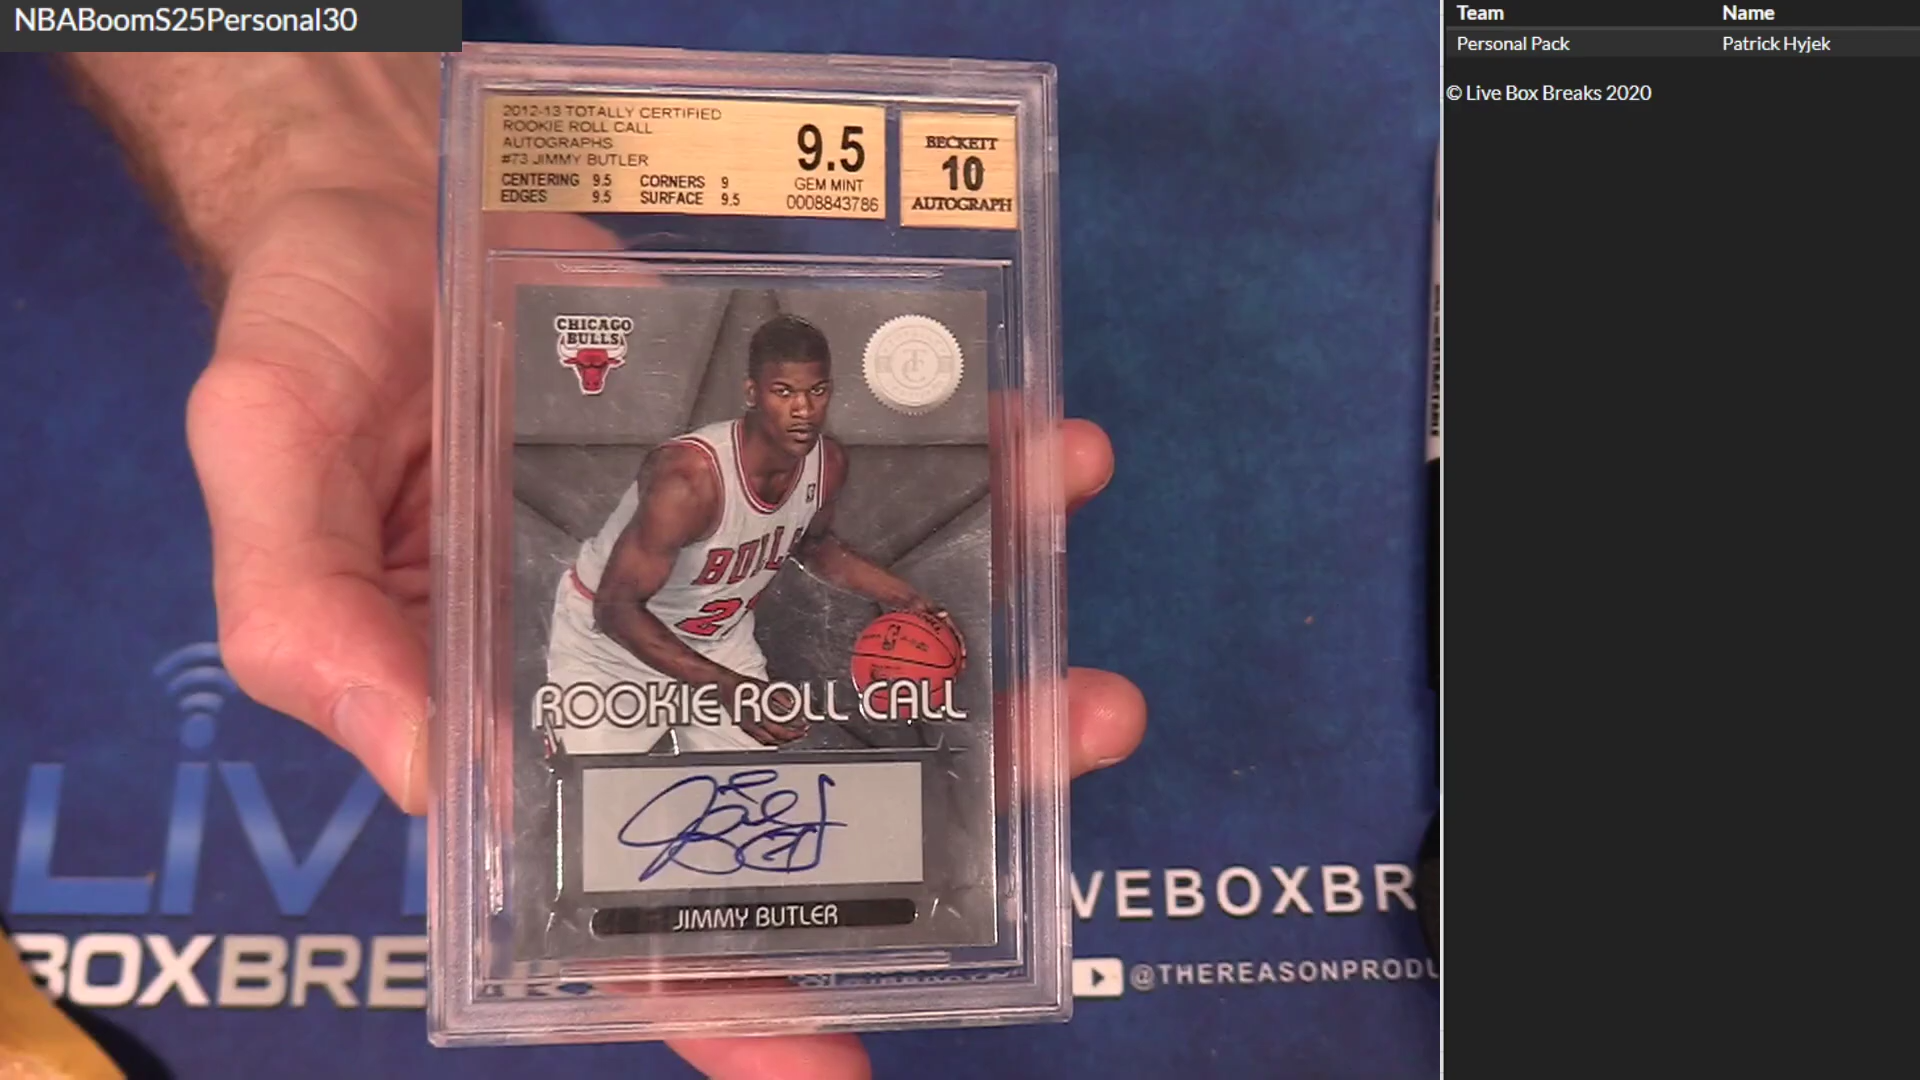 NBABoomS25Personal30
Team Name
Personal Pack Patrick Hyjek
© Live Box Breaks 2020
2012-13 TOTALLY CERTIFIED
ROOKIE ROLL CALL
AUTOGRAPHS
#73 JIMMY BUTLER
CENTERING 9.5 CORNERS 9
EDGES 9.5 SURFACE 9.5
9.5
GEM MINT
0008843786
BECKETT
10
AUTOGRAPH
CHICAGO
BULLS
BULLS
ROOKIE ROLL CALL
JIMMY BUTLER
LIV
BOXBRE
VEBOXBR
@THEREASONPRODU